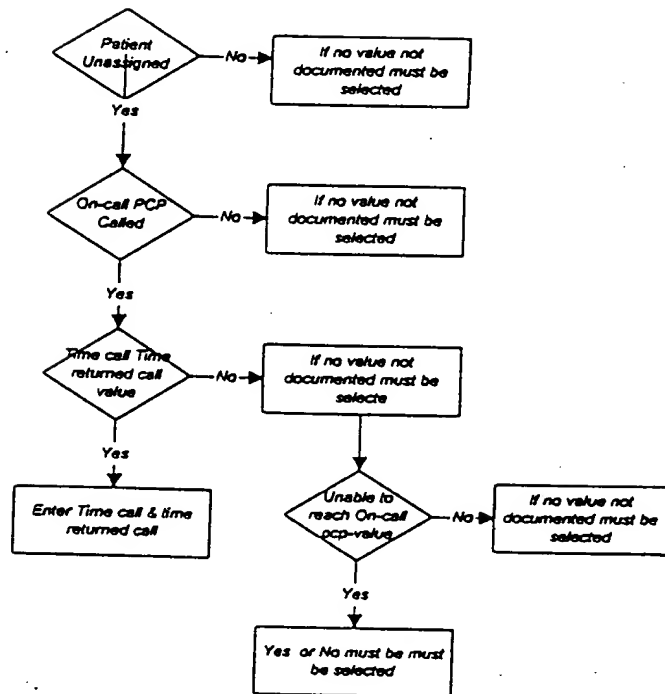 Patient
Unassigned
No
If no value not
documented must be
selected
Yes
On-call PCP
Called
No
If no value not
documented must be
selected
Yes
Time call Time
returned call
value
No
If no value not
documented must be
selecte
Yes
Enter Time call & time
returned call
Unable to
reach On-call
pcp-value
No
If no value not
documented must be
selected
Yes
Yes or No must be must
be selected